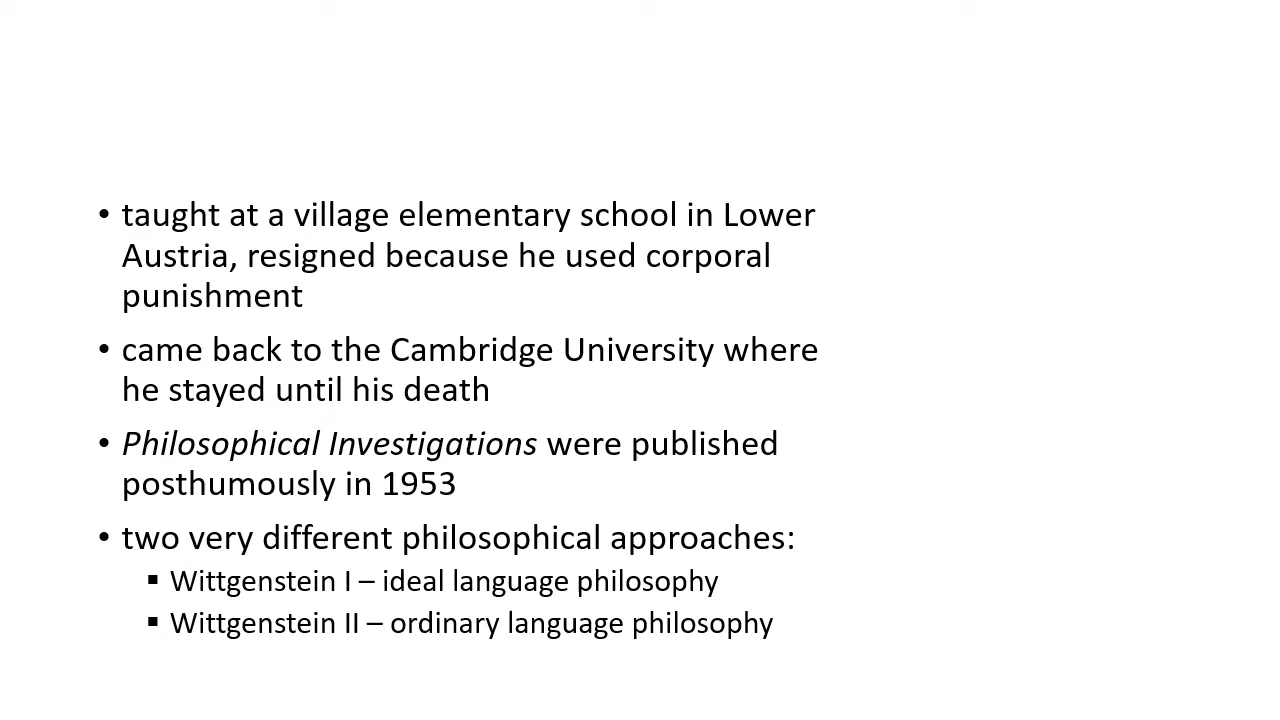 • taught at a village elementary school in Lower
Austria, resigned because he used corporal
punishment
• came back to the Cambridge University where
he stayed until his death
• Philosophical Investigations were published
posthumously in 1953
• two very different philosophical approaches:
▪ Wittgenstein I – ideal language philosophy
▪ Wittgenstein II – ordinary language philosophy